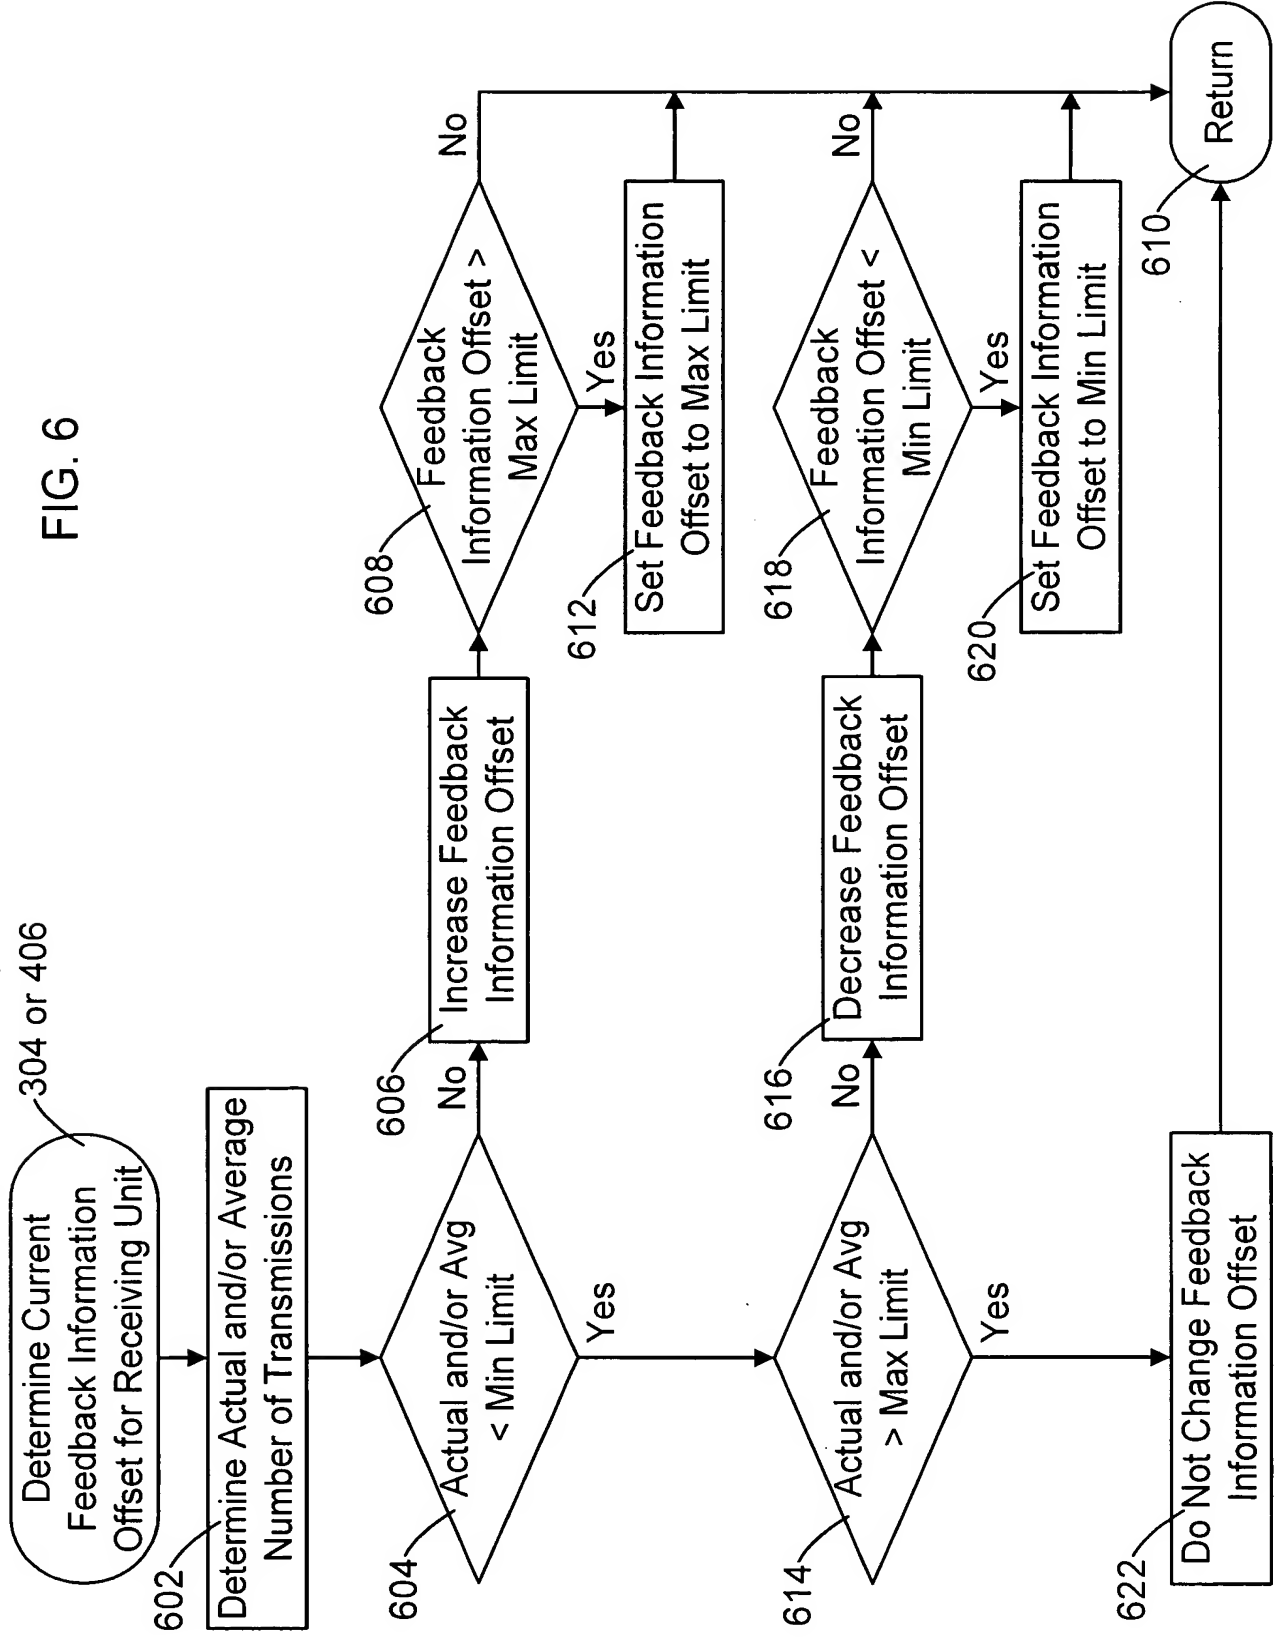 FIG. 6
304 or 406
Determine Current
Feedback Information
Offset for Receiving Unit
602
Determine Actual and/or Average
Number of Transmissions
604
Actual and/or Avg
< Min Limit
No
Yes
606
Increase Feedback
Information Offset
608
Feedback
Information Offset >
Max Limit
No
Yes
612
Set Feedback Information
Offset to Max Limit
614
Actual and/or Avg
> Max Limit
No
Yes
616
Decrease Feedback
Information Offset
618
Feedback
Information Offset <
Min Limit
No
Yes
620
Set Feedback Information
Offset to Min Limit
622
Do Not Change Feedback
Information Offset
610
Return